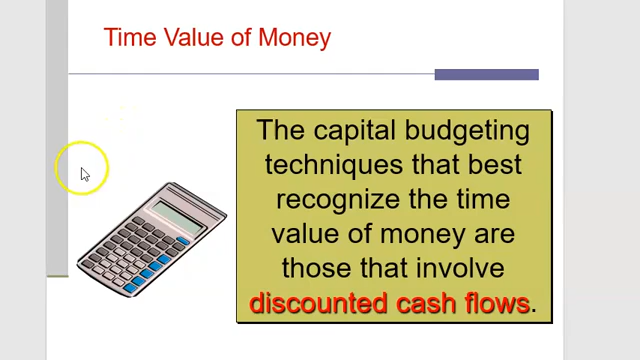 Time Value of Money
The capital budgeting
techniques that best
recognize the time
value of money are
those that involve
discounted cash flows.